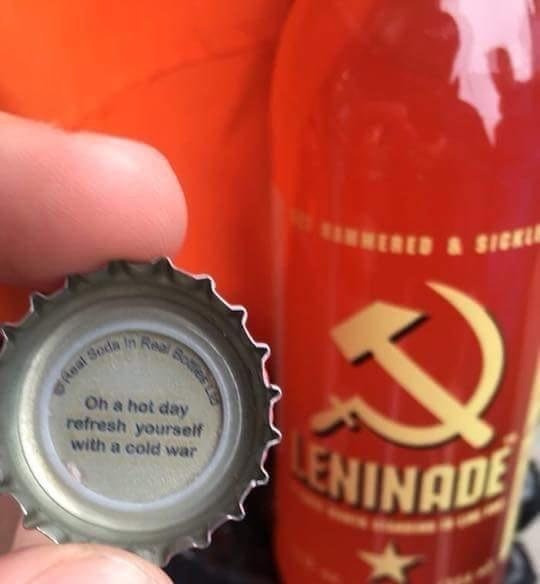 © Real Soda In Real Bottles Ltd
Oh a hot day
refresh yourself
with a cold war
HAMMERED & SICKLE
LENINADE